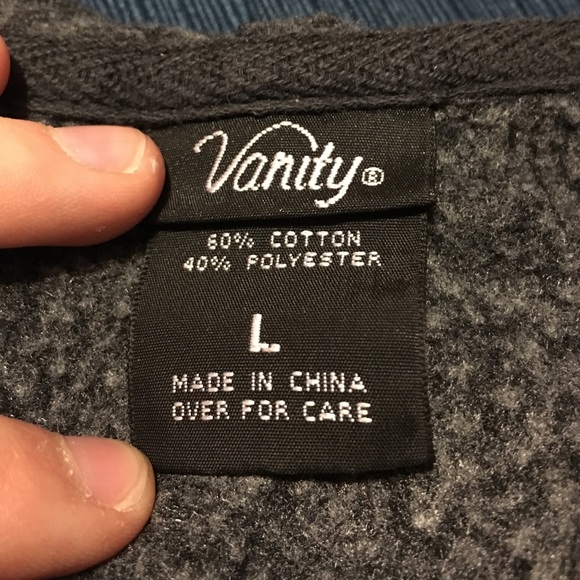 Vanity®
60% COTTON
40% POLYESTER
L
MADE IN CHINA
OVER FOR CARE